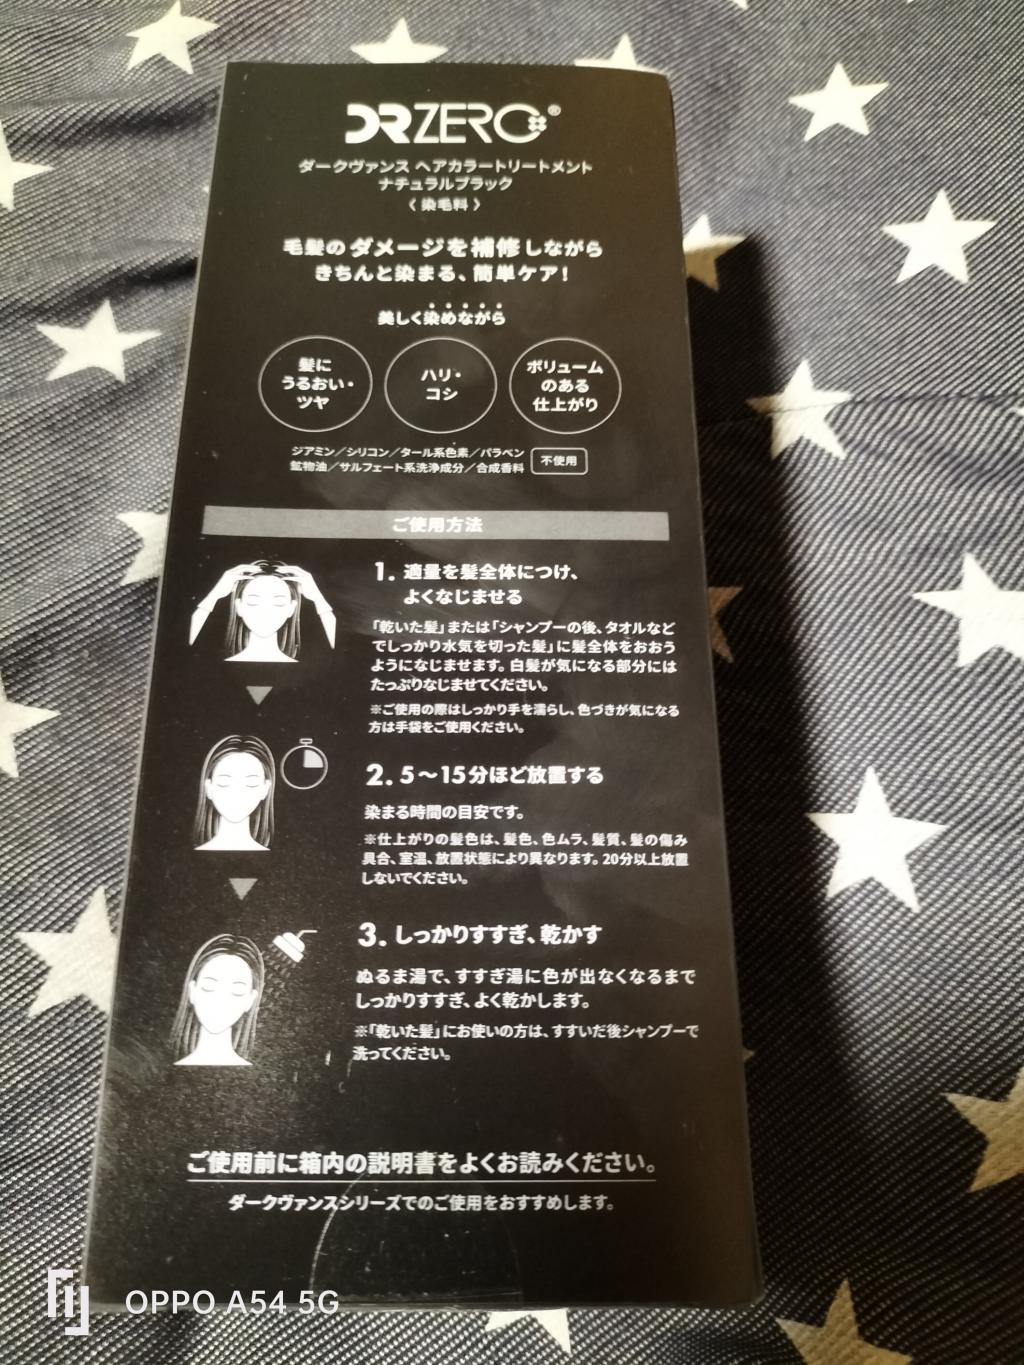 DRZERO®
ダークヴァンス ヘアカラートリートメント
ナチュラルブラック
〈 染毛料 〉
毛髪のダメージを補修しながら
きちんと染まる、簡単ケア!
美しく染めながら
髪に
うるおい・
ツヤ
ハリ・
コシ
ボリューム
のある
仕上がり
ジアミン／シリコン／タール系色素／パラベン
鉱物油／サルフェート系洗浄成分／合成香料
不使用
ご使用方法
1. 適量を髪全体につけ、
よくなじませる
「乾いた髪」または「シャンプーの後、タオルなど
でしっかり水気を切った髪」に髪全体をおおう
ようになじませます。白髪が気になる部分には
たっぷりなじませてください。
※ご使用の際はしっかり手を濡らし、色づきが気になる
方は手袋をご使用ください。
2. 5〜15分ほど放置する
染まる時間の目安です。
※仕上がりの髪色は、髪色、色ムラ、髪質、髪の傷み
具合、室温、放置状態により異なります。20分以上放置
しないでください。
3. しっかりすすぎ、乾かす
ぬるま湯で、すすぎ湯に色が出なくなるまで
しっかりすすぎ、よく乾かします。
※「乾いた髪」にお使いの方は、すすいだ後シャンプーで
洗ってください。
ご使用前に箱内の説明書をよくお読みください。
ダークヴァンスシリーズでのご使用をおすすめします。
OPPO A54 5G